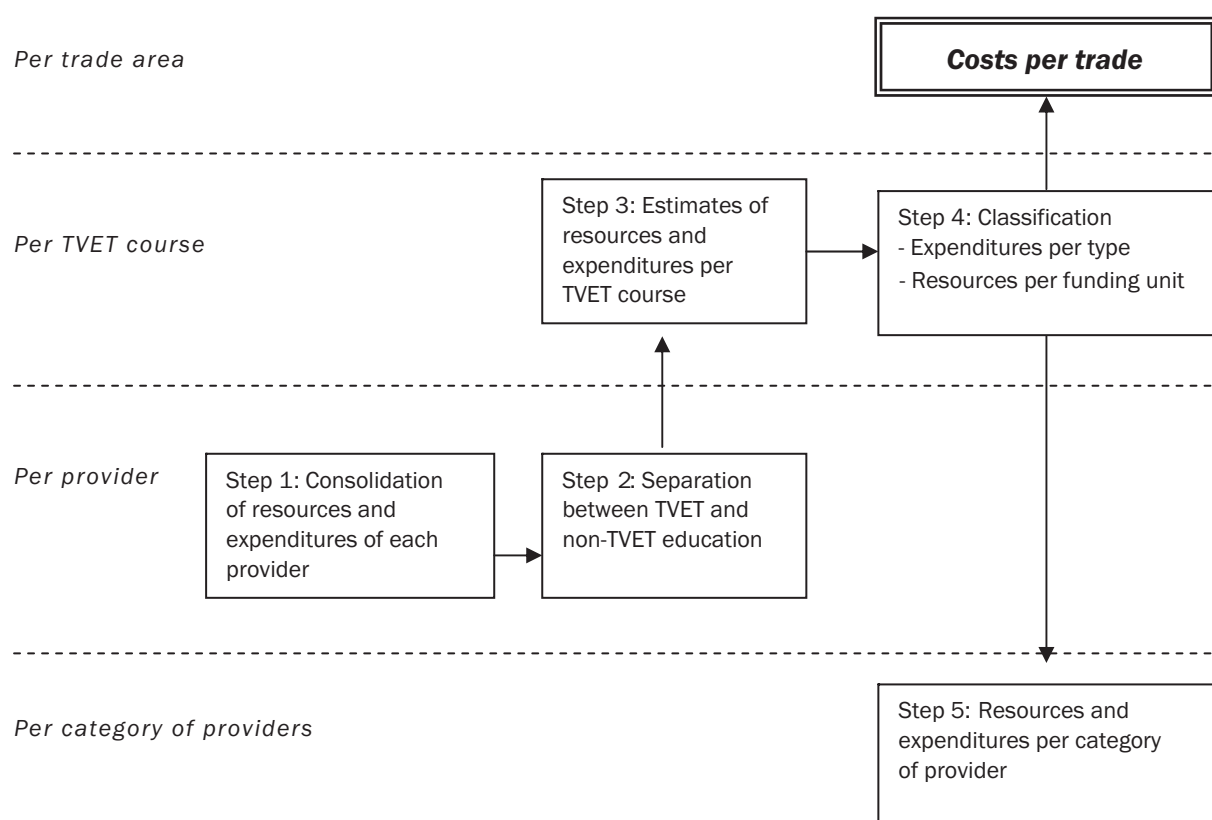 Per trade area
Costs per trade
Per TVET course
Step 3: Estimates of
resources and
expenditures per
TVET course
Step 4: Classification
- Expenditures per type
- Resources per funding unit
Per provider
Step 1: Consolidation
of resources and
expenditures of each
provider
Step 2: Separation
between TVET and
non-TVET education
Per category of providers
Step 5: Resources and
expenditures per category
of provider